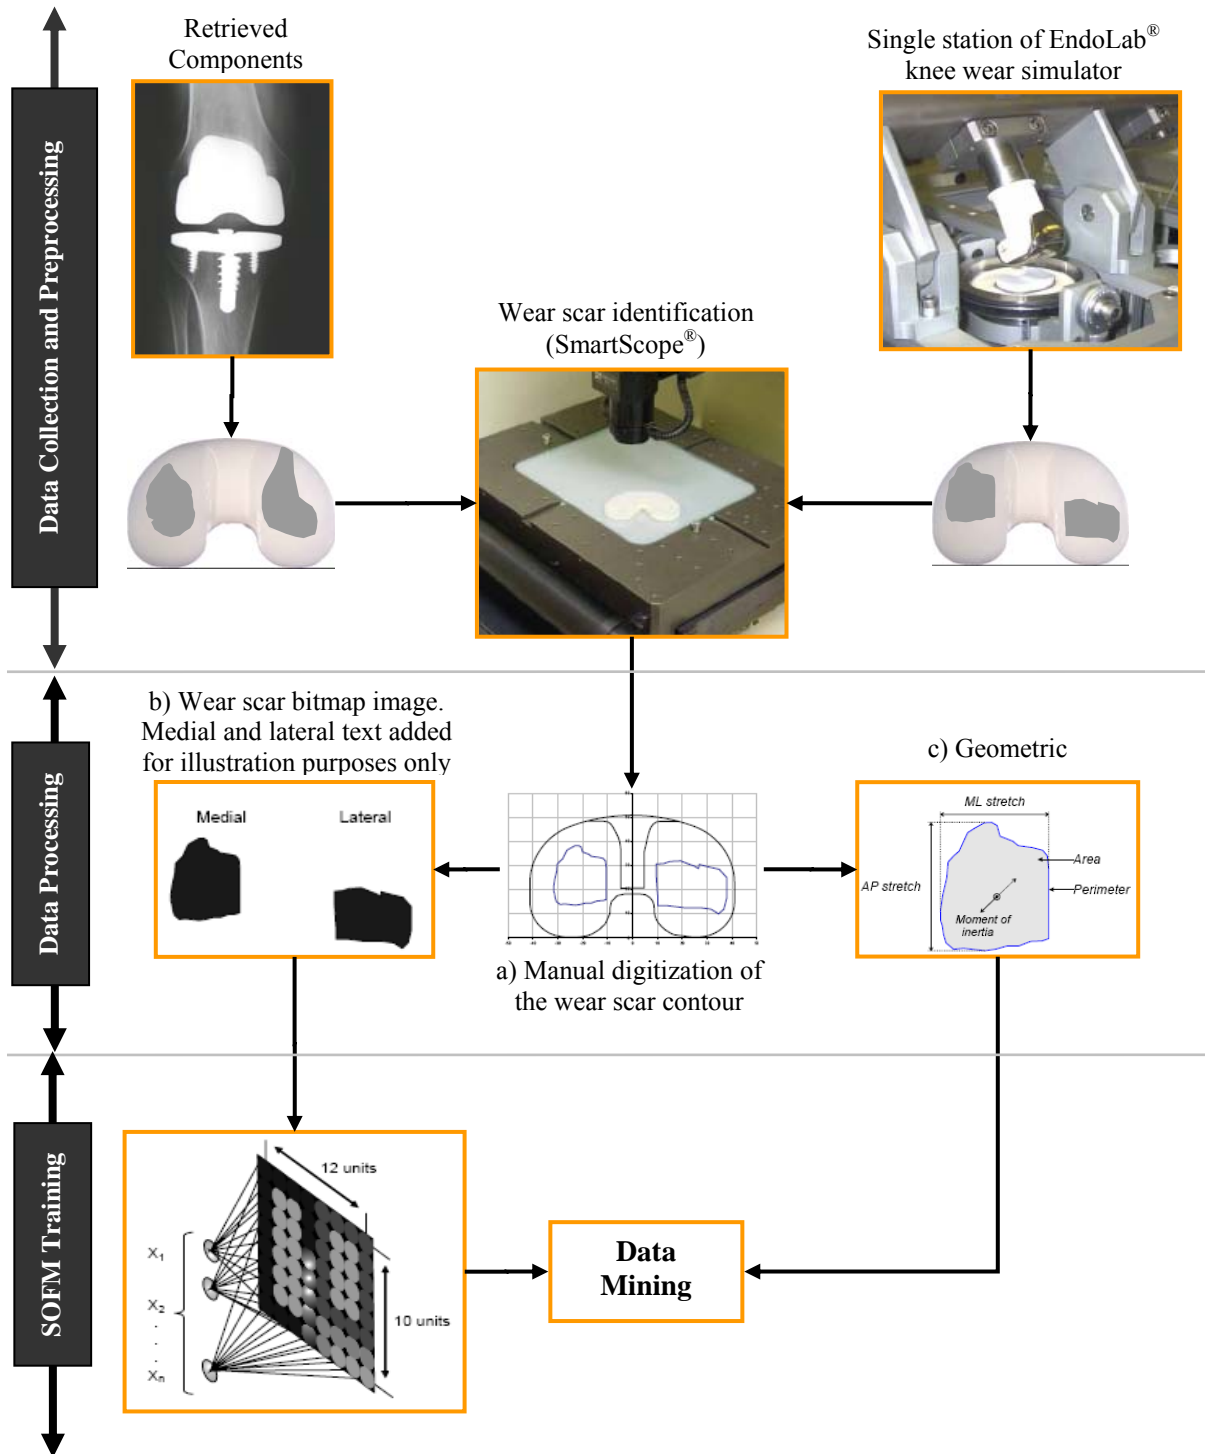 Retrieved
Components
Single station of EndoLab®
knee wear simulator
Data Collection and Preprocessing
Wear scar identification
(SmartScope®)
b) Wear scar bitmap image.
Medial and lateral text added
for illustration purposes only
Medial
Lateral
c) Geometric
ML stretch
Area
AP stretch
Perimeter
Moment of
inertia
Data Processing
a) Manual digitization of
the wear scar contour
SOFM Training
12 units
X1
X2
.
.
.
Xn
10 units
Data
Mining